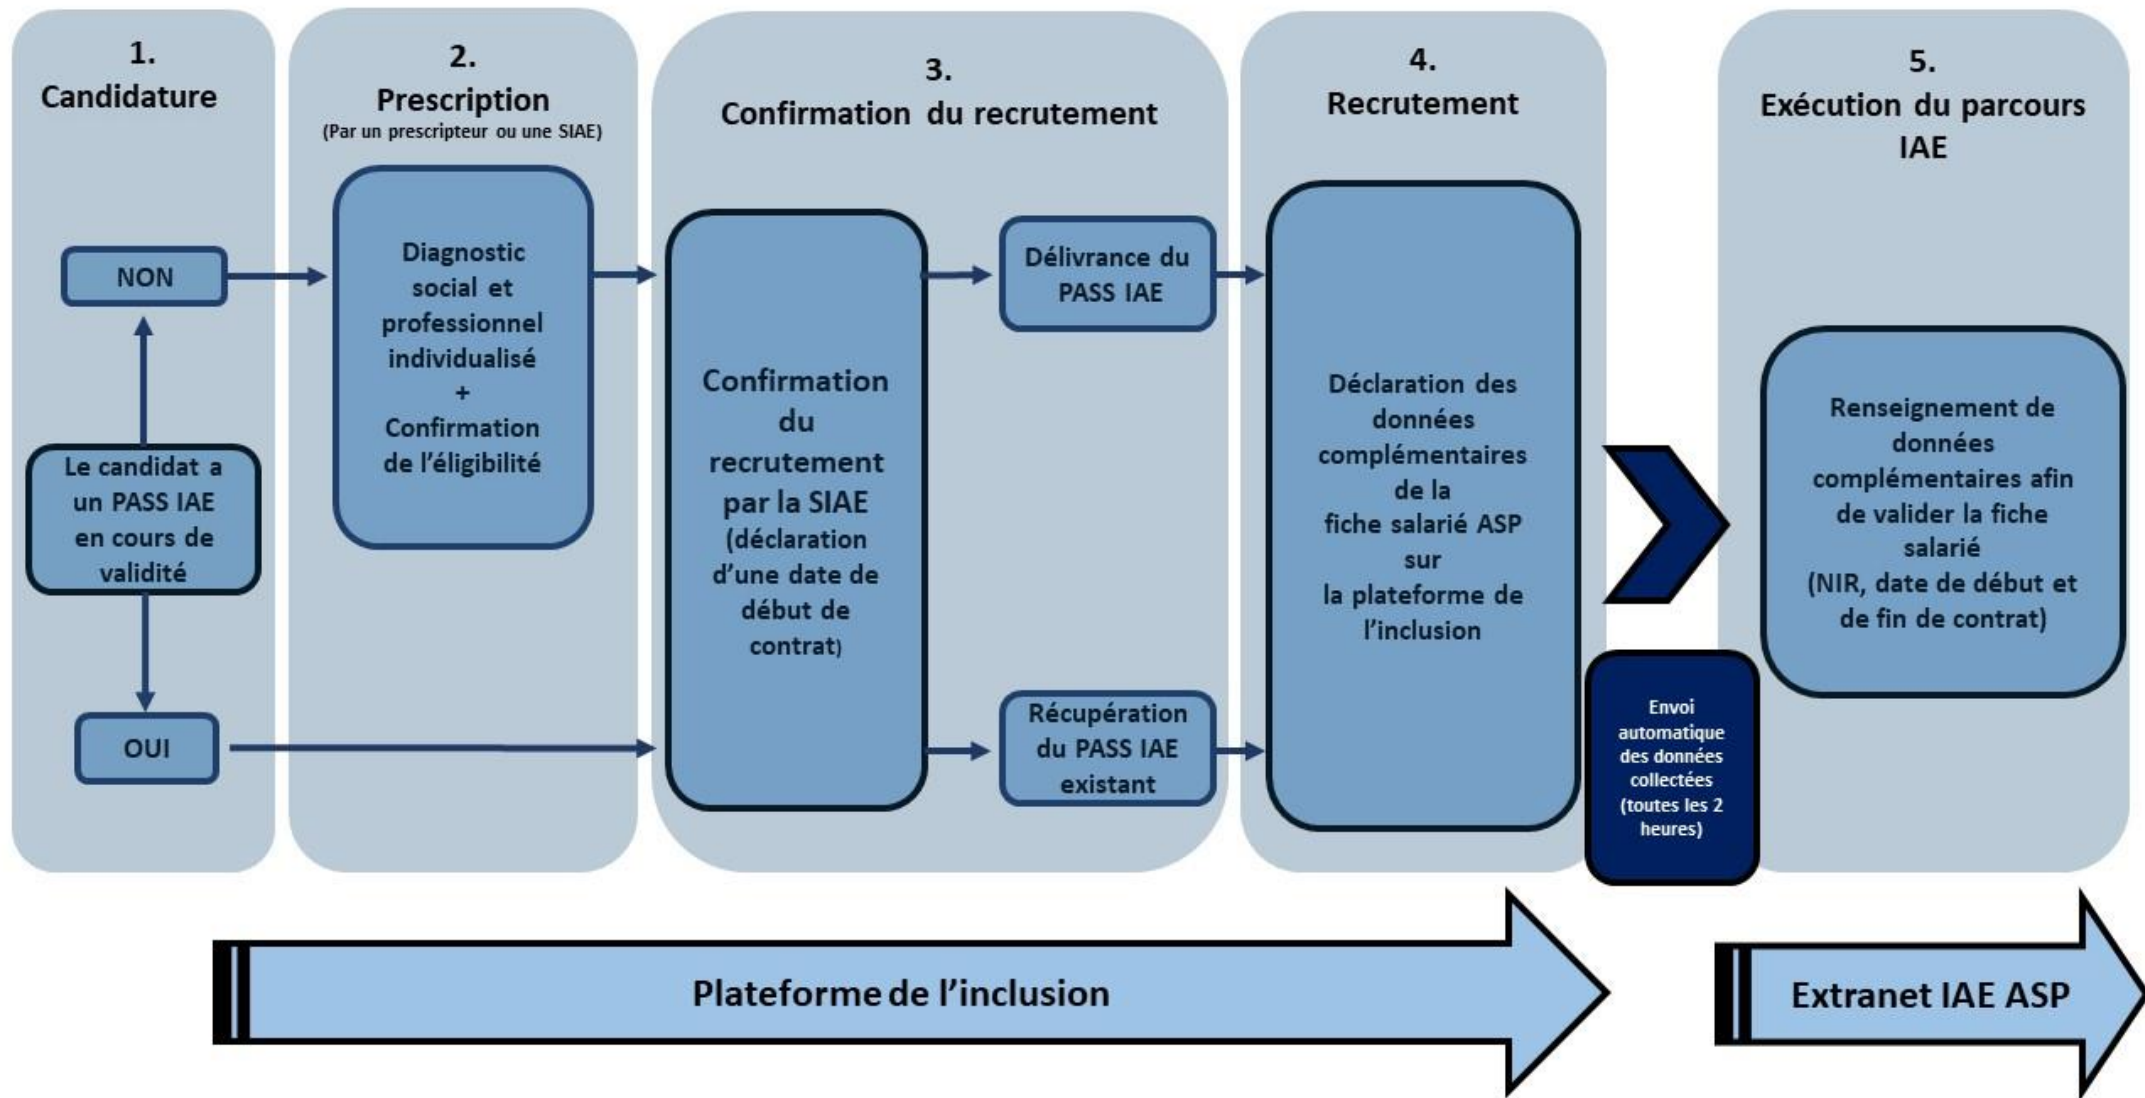 1.
Candidature
NON
Le candidat a
un PASS IAE
en cours de
validité
OUI
2.
Prescription
(Par un prescripteur ou une SIAE)
Diagnostic
social et
professionnel
individualisé
+
Confirmation
de l'éligibilité
3.
Confirmation du recrutement
Confirmation
du
recrutement
par la SIAE
(déclaration
d'une date de
début de
contrat)
Délivrance du
PASS IAE
Récupération
du PASS IAE
existant
4.
Recrutement
Déclaration des
données
complémentaires
de la
fiche salarié ASP
sur
la plateforme de
l'inclusion
Envoi
automatique
des données
collectées
(toutes les 2
heures)
5.
Exécution du parcours
IAE
Renseignement de
données
complémentaires afin
de valider la fiche
salarié
(NIR, date de début et
de fin de contrat)
Plateforme de l'inclusion
Extranet IAE ASP